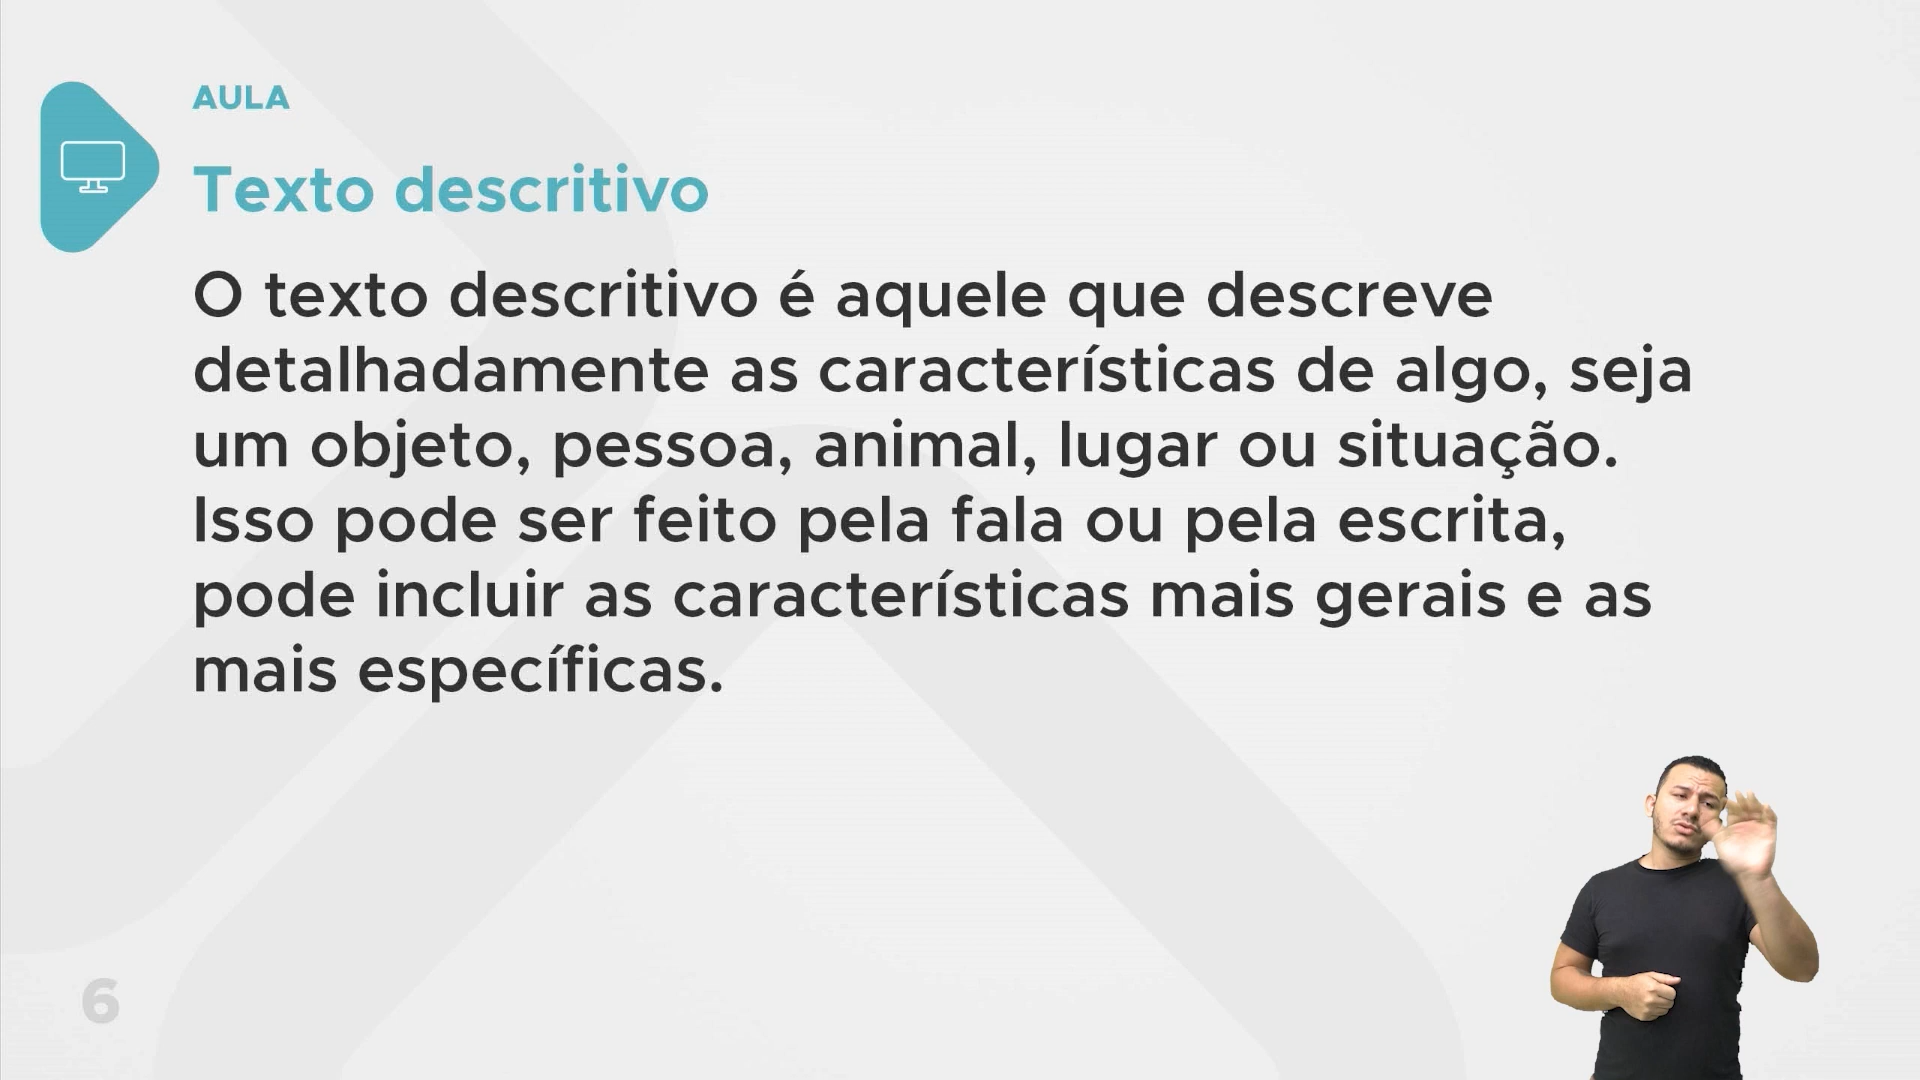 AULA
Texto descritivo
O texto descritivo é aquele que descreve
detalhadamente as características de algo, seja
um objeto, pessoa, animal, lugar ou situação.
Isso pode ser feito pela fala ou pela escrita,
pode incluir as características mais gerais e as
mais específicas.
6